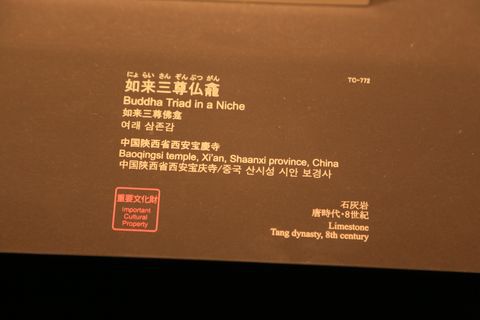 にょ らい さん ぞん ぶつ がん
如来三尊仏龕
TC-772
Buddha Triad in a Niche
如来三尊佛龛
여래 삼존감
中国陝西省西安宝慶寺
Baoqingsi temple, Xi'an, Shaanxi province, China
中国陕西省西安宝庆寺/중국 산시성 시안 보경사
重要文化財
Important
Cultural
Property
石灰岩
唐時代・8世紀
Limestone
Tang dynasty, 8th century